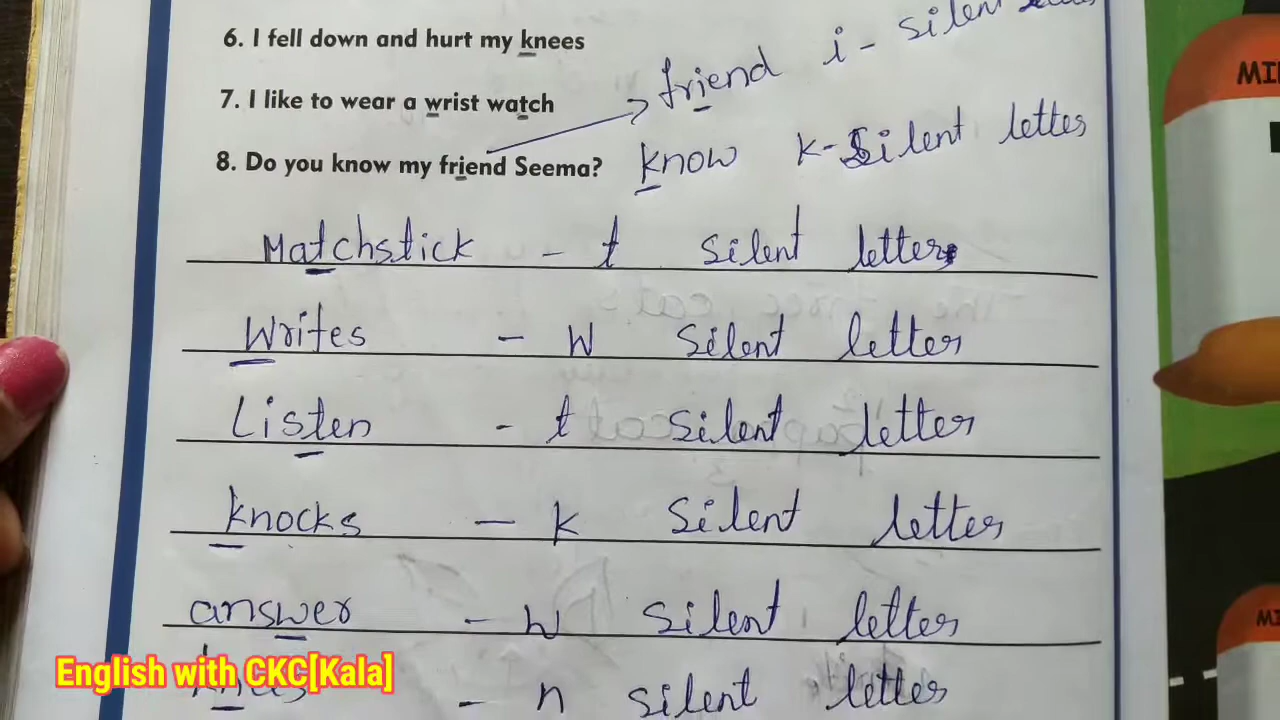 6. I fell down and hurt my knees
i - silent
friend
7. I like to wear a wrist watch
8. Do you know my friend Seema?
know k-Silent letter
Matchstick - t silent letter
Writes - W Silent letter
Listen - t silent letter
knocks - k Silent letter
answer - W silent letter
knees - n silent letter
English with CKC[Kala]